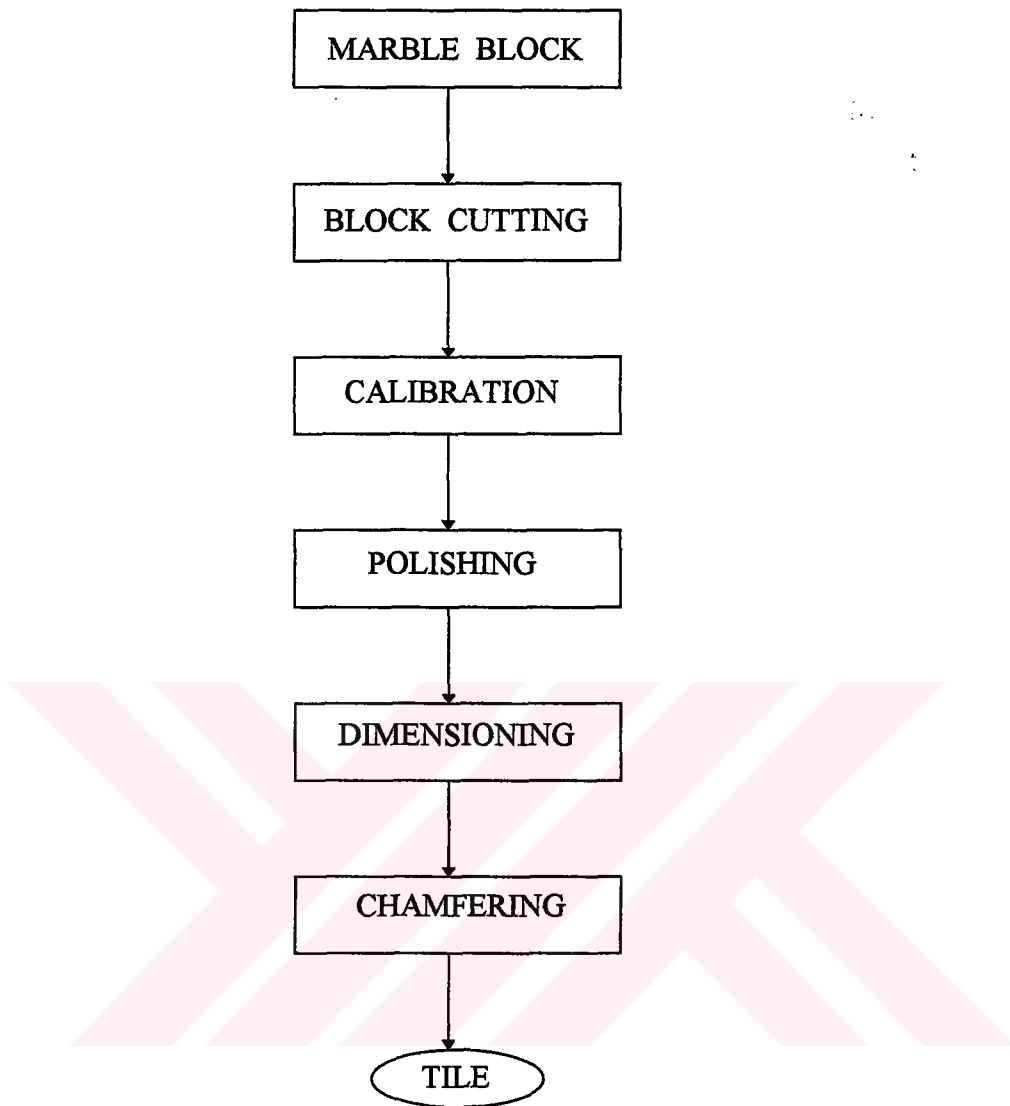 MARBLE BLOCK
BLOCK CUTTING
CALIBRATION
POLISHING
DIMENSIONING
CHAMFERING
TILE